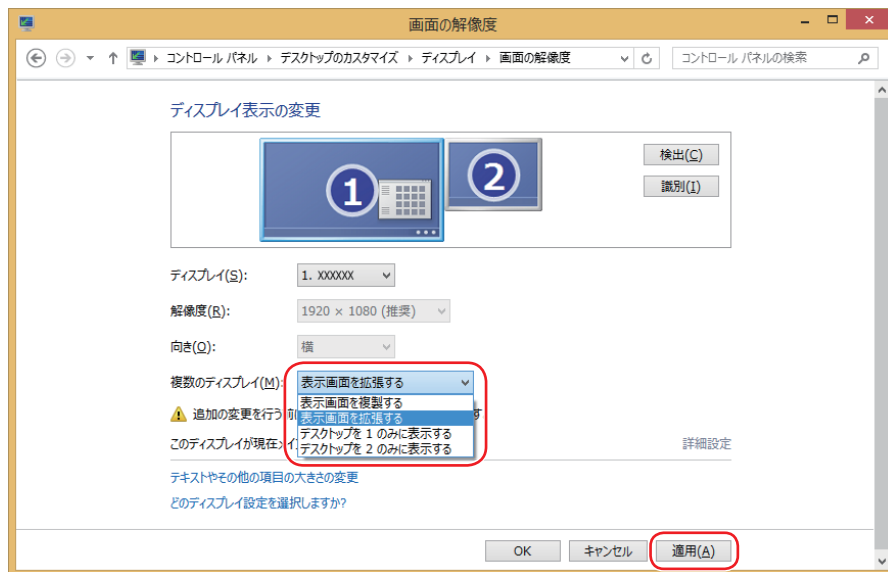 画面の解像度
コントロール パネル ▸ デスクトップのカスタマイズ ▸ ディスプレイ ▸ 画面の解像度
コントロール パネルの検索
ディスプレイ表示の変更
1
2
検出(C)
識別(I)
ディスプレイ(S):
1. XXXXXX
解像度(R):
1920 × 1080 (推奨)
向き(O):
横
複数のディスプレイ(M):
表示画面を拡張する
表示画面を複製する
表示画面を拡張する
デスクトップを 1 のみに表示する
デスクトップを 2 のみに表示する
追加の変更を行う前に
す
このディスプレイが現在メイ
詳細設定
テキストやその他の項目の大きさの変更
どのディスプレイ設定を選択しますか?
OK
キャンセル
適用(A)